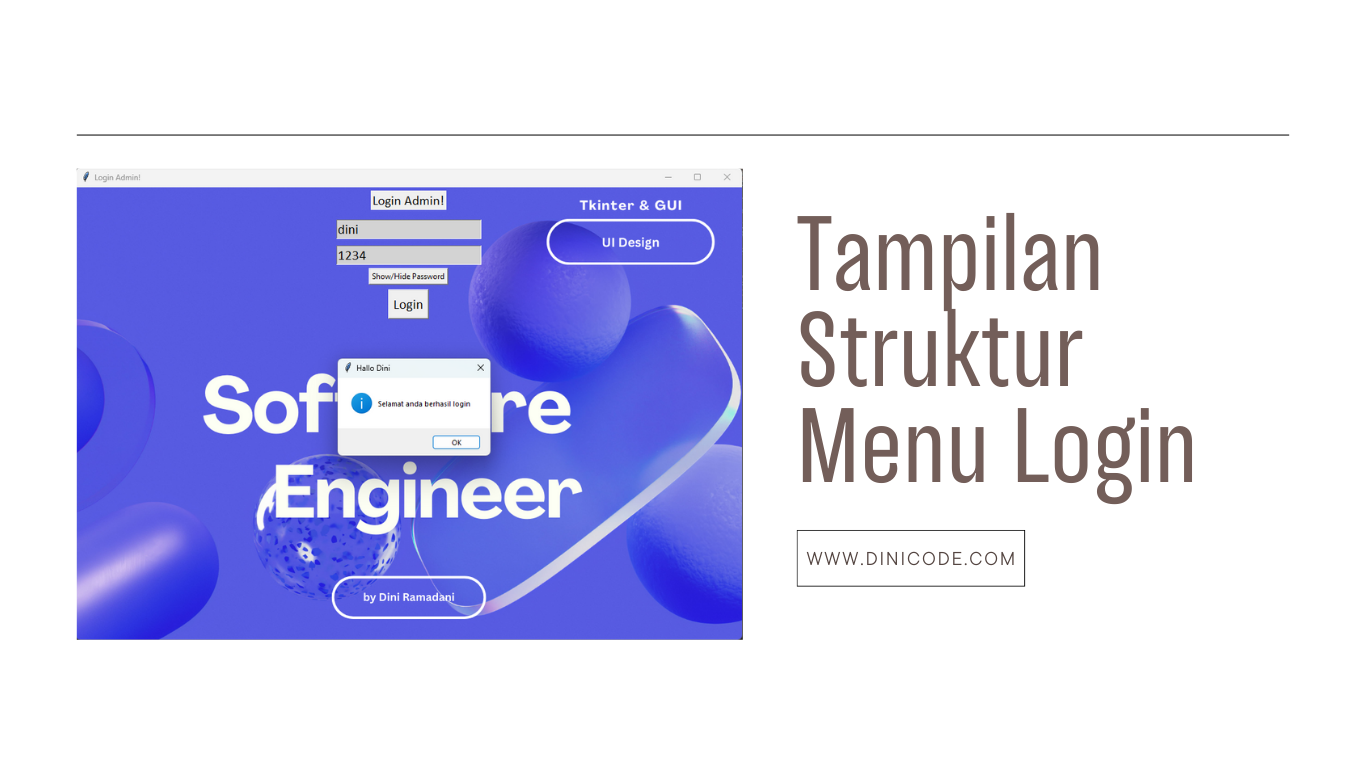 Login Admin!
Login Admin!
dini
1234
Show/Hide Password
Login
Tkinter & GUI
UI Design
Hallo Dini
Selamat anda berhasil login
OK
Engineer
by Dini Ramadani
Tampilan
Struktur
Menu Login
WWW.DINICODE.COM